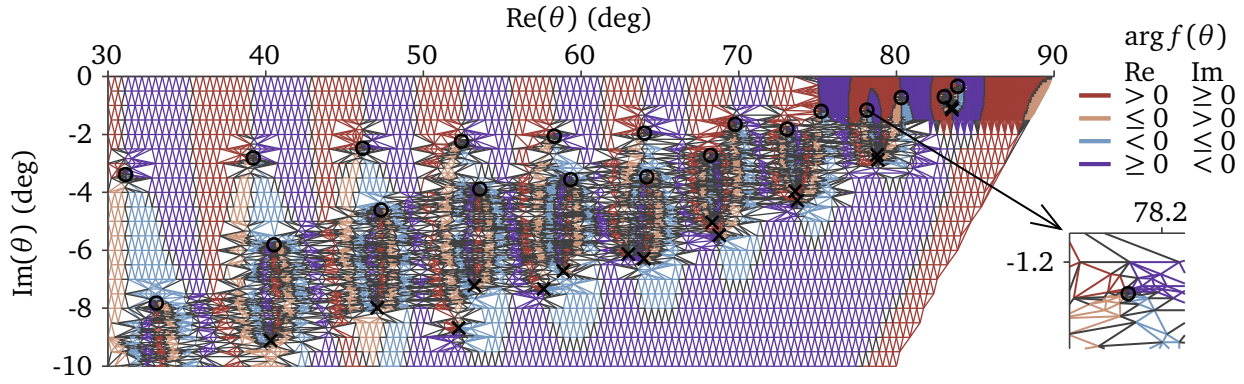 Re(θ) (deg)
30 40 50 60 70 80 90
0
-2
-4
-6
-8
-10
Im(θ) (deg)
arg f(θ)
Re Im
> 0 ≥ 0
≤ 0 > 0
< 0 ≤ 0
≥ 0 < 0
78.2
-1.2